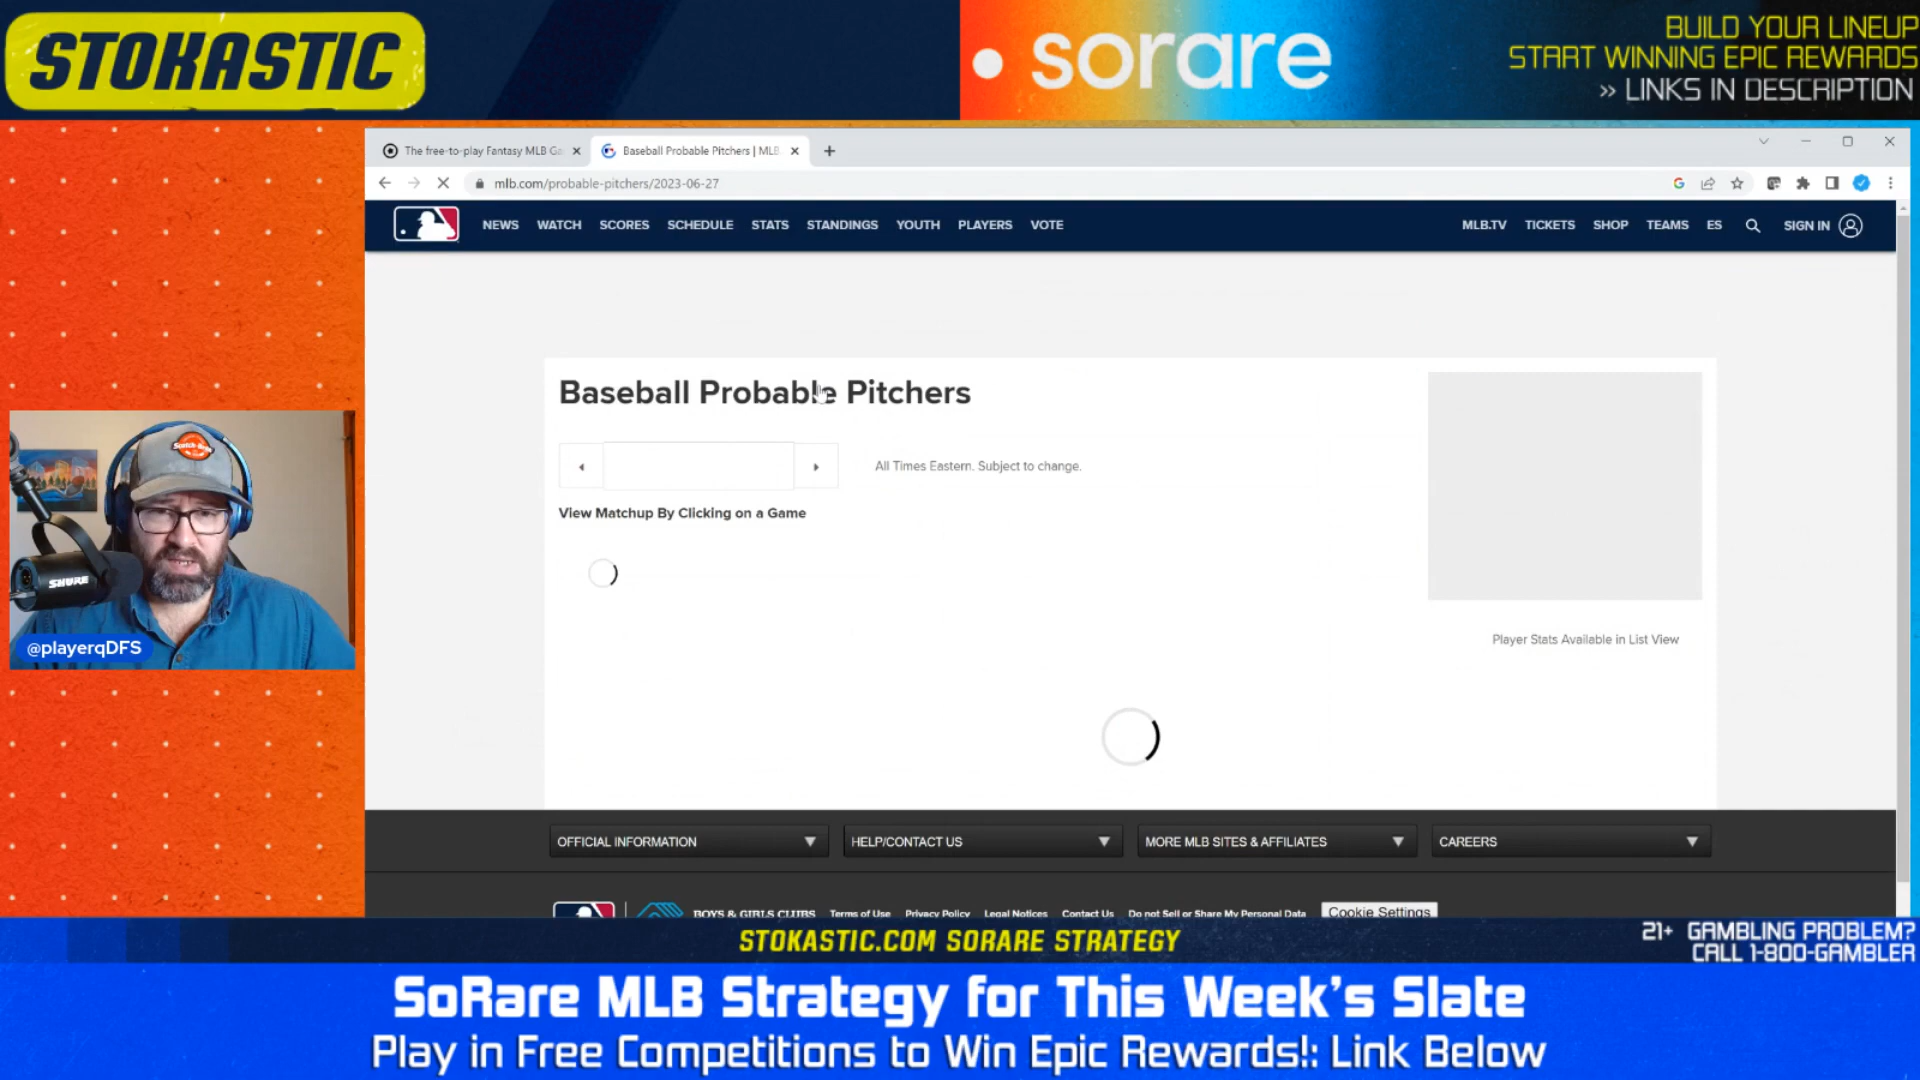 STOKASTIC
sorare
BUILD YOUR LINEUP
START WINNING EPIC REWARDS
>> LINKS IN DESCRIPTION
The free-to-play Fantasy MLB Ga
Baseball Probable Pitchers | MLB
mlb.com/probable-pitchers/2023-06-27
NEWS WATCH SCORES SCHEDULE STATS STANDINGS YOUTH PLAYERS VOTE MLB.TV TICKETS SHOP TEAMS ES SIGN IN
Baseball Probable Pitchers
All Times Eastern. Subject to change.
View Matchup By Clicking on a Game
Player Stats Available in List View
SHURE
@playerqDFS
OFFICIAL INFORMATION HELP/CONTACT US MORE MLB SITES & AFFILIATES CAREERS
BOYS & GIRLS CLUBS Terms of Use Privacy Policy Legal Notices Contact Us Do not Sell or Share My Personal Data Cookie Settings
STOKASTIC.COM SORARE STRATEGY
21+ GAMBLING PROBLEM?
CALL 1-800-GAMBLER
SoRare MLB Strategy for This Week's Slate
Play in Free Competitions to Win Epic Rewards!: Link Below